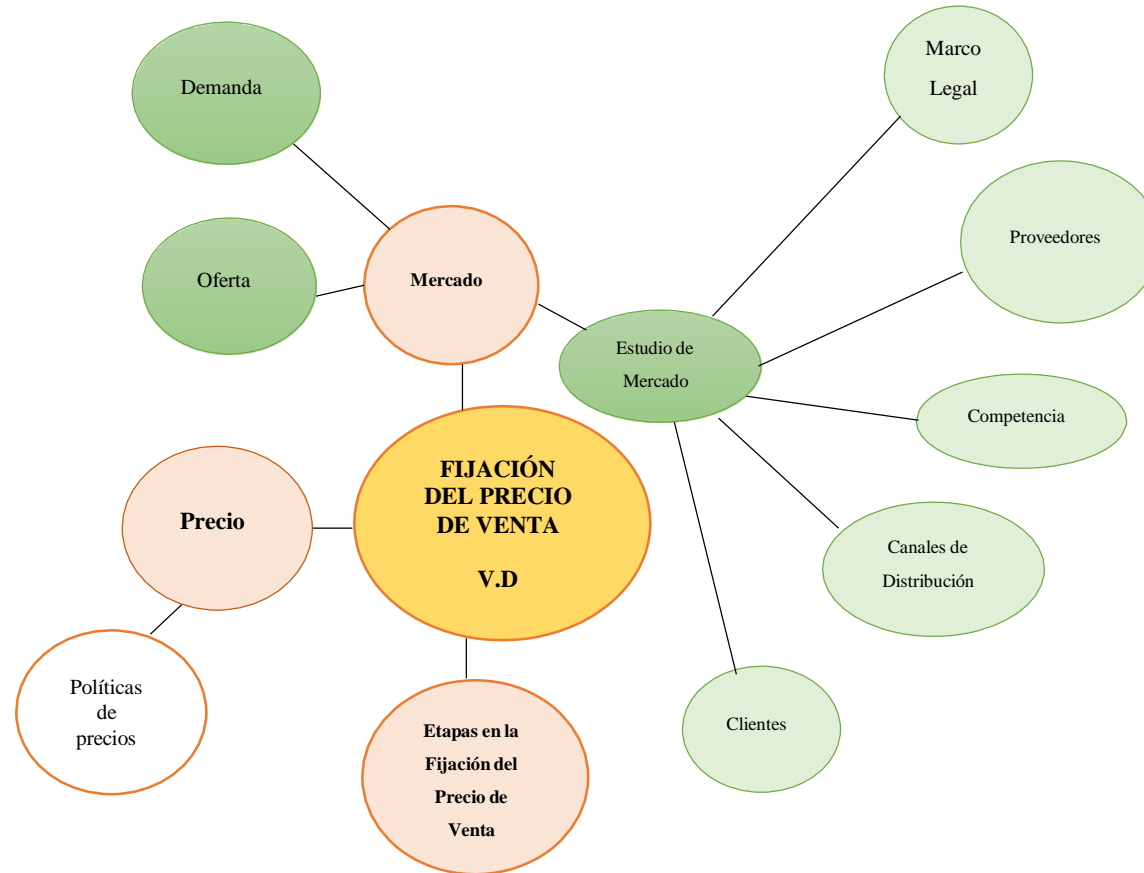 Demanda
Oferta
Mercado
Marco
Legal
Proveedores
Estudio de
Mercado
Competencia
Canales de
Distribución
Clientes
FIJACIÓN
DEL PRECIO
DE VENTA
V.D
Precio
Políticas
de
precios
Etapas en la
Fijación del
Precio de
Venta